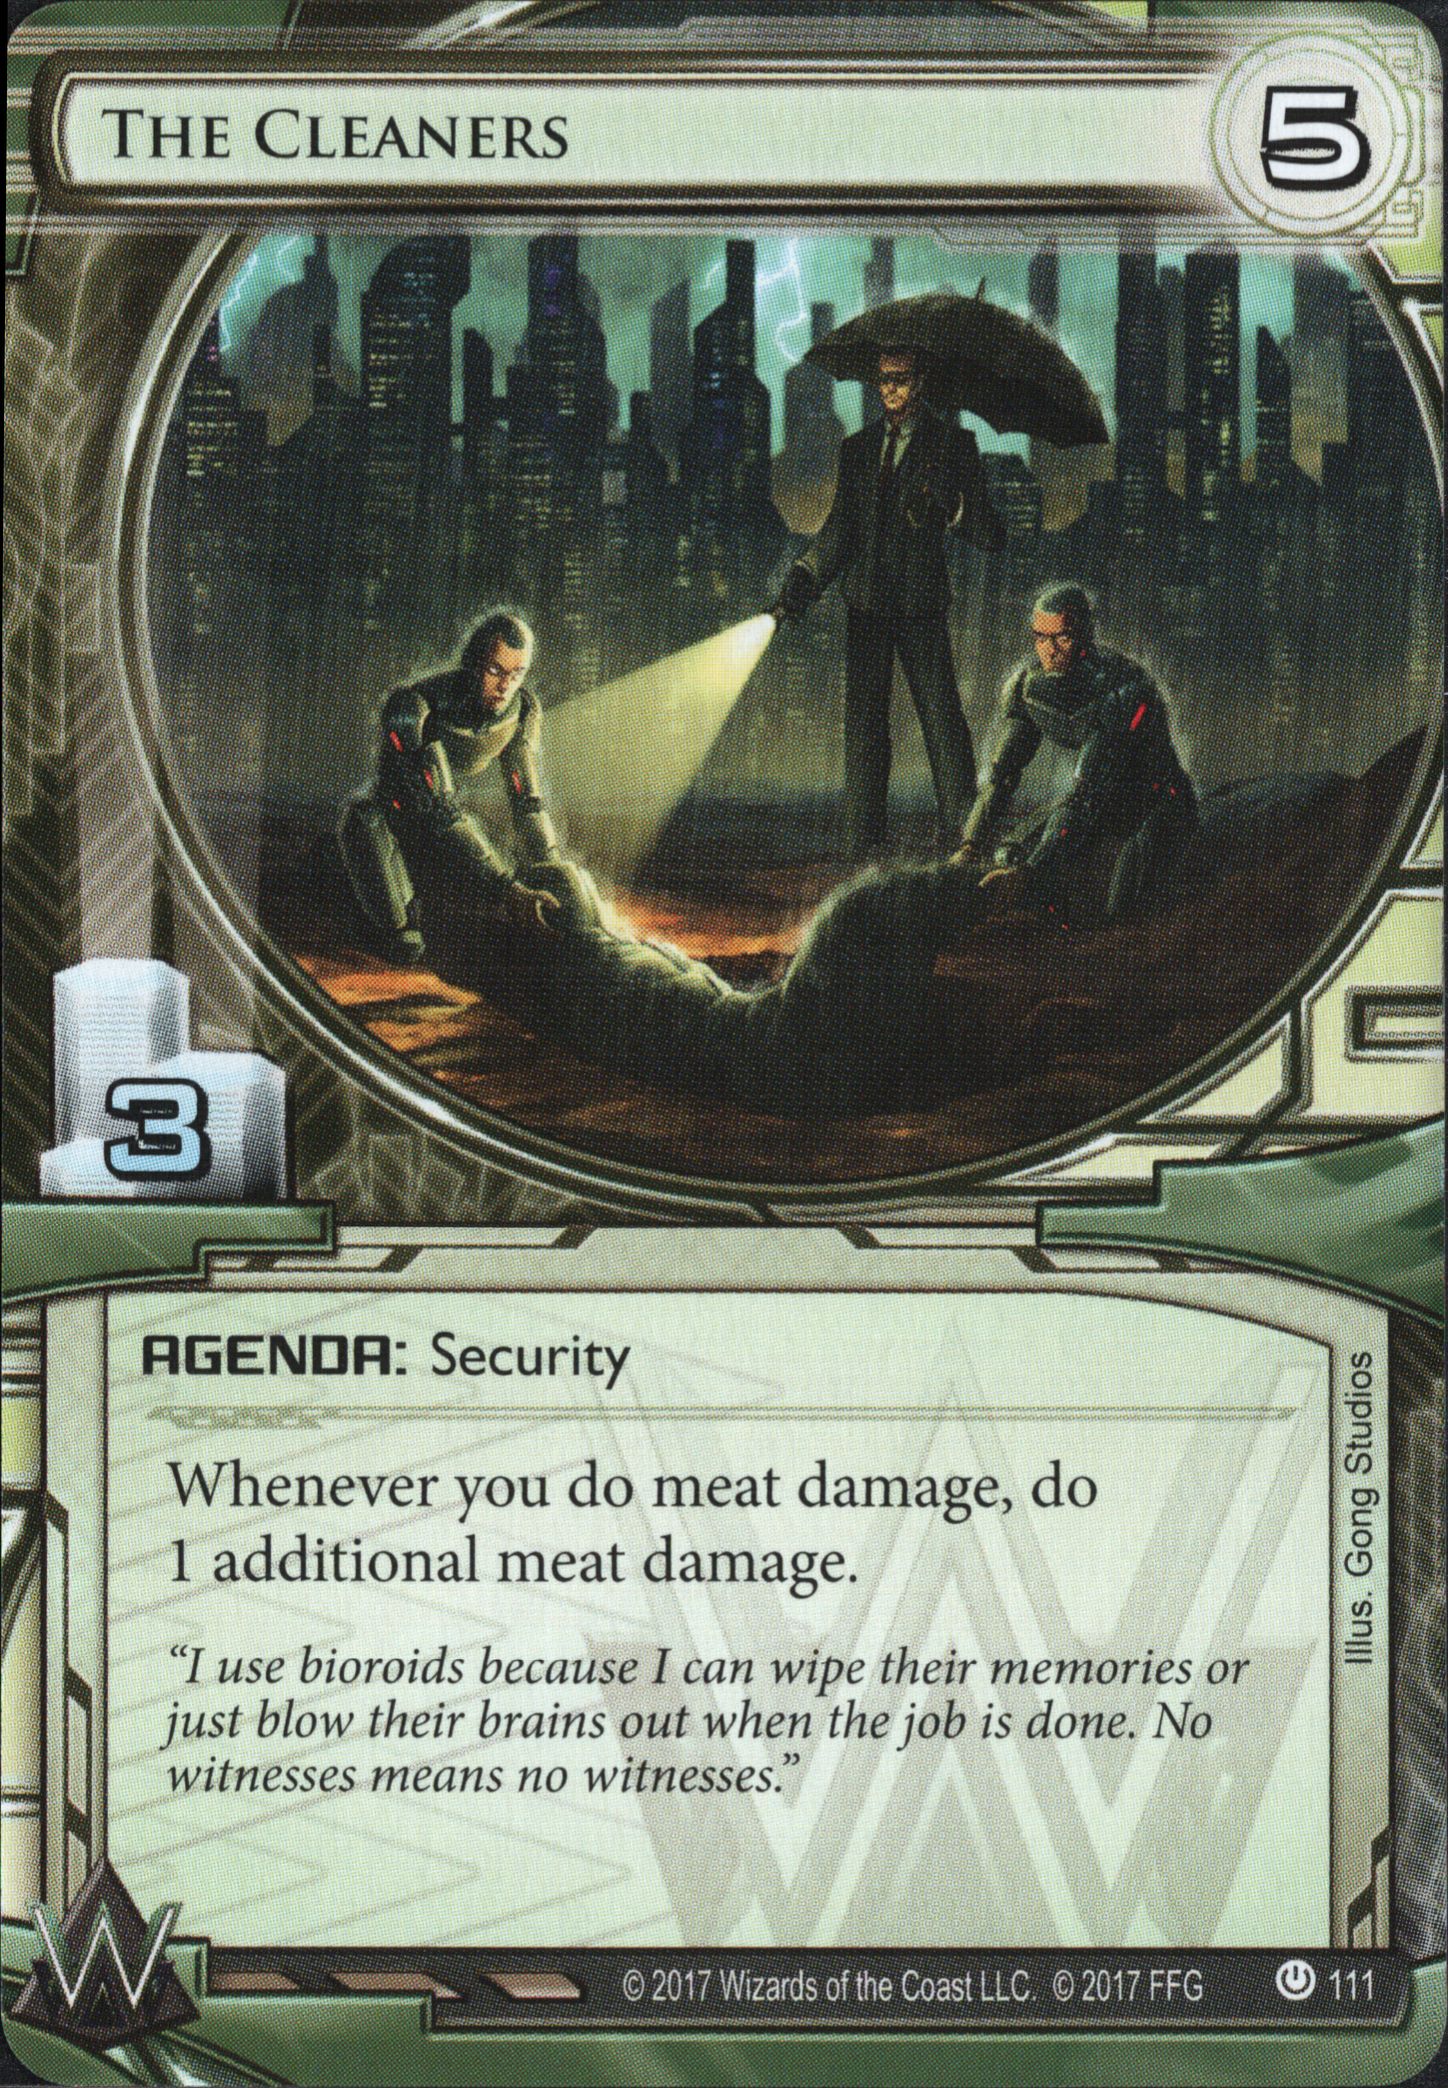 THE CLEANERS
5
3
AGENDA: Security
Whenever you do meat damage, do
1 additional meat damage.
“I use bioroids because I can wipe their memories or
just blow their brains out when the job is done. No
witnesses means no witnesses.”
Illus. Gong Studios
W
© 2017 Wizards of the Coast LLC. © 2017 FFG
111